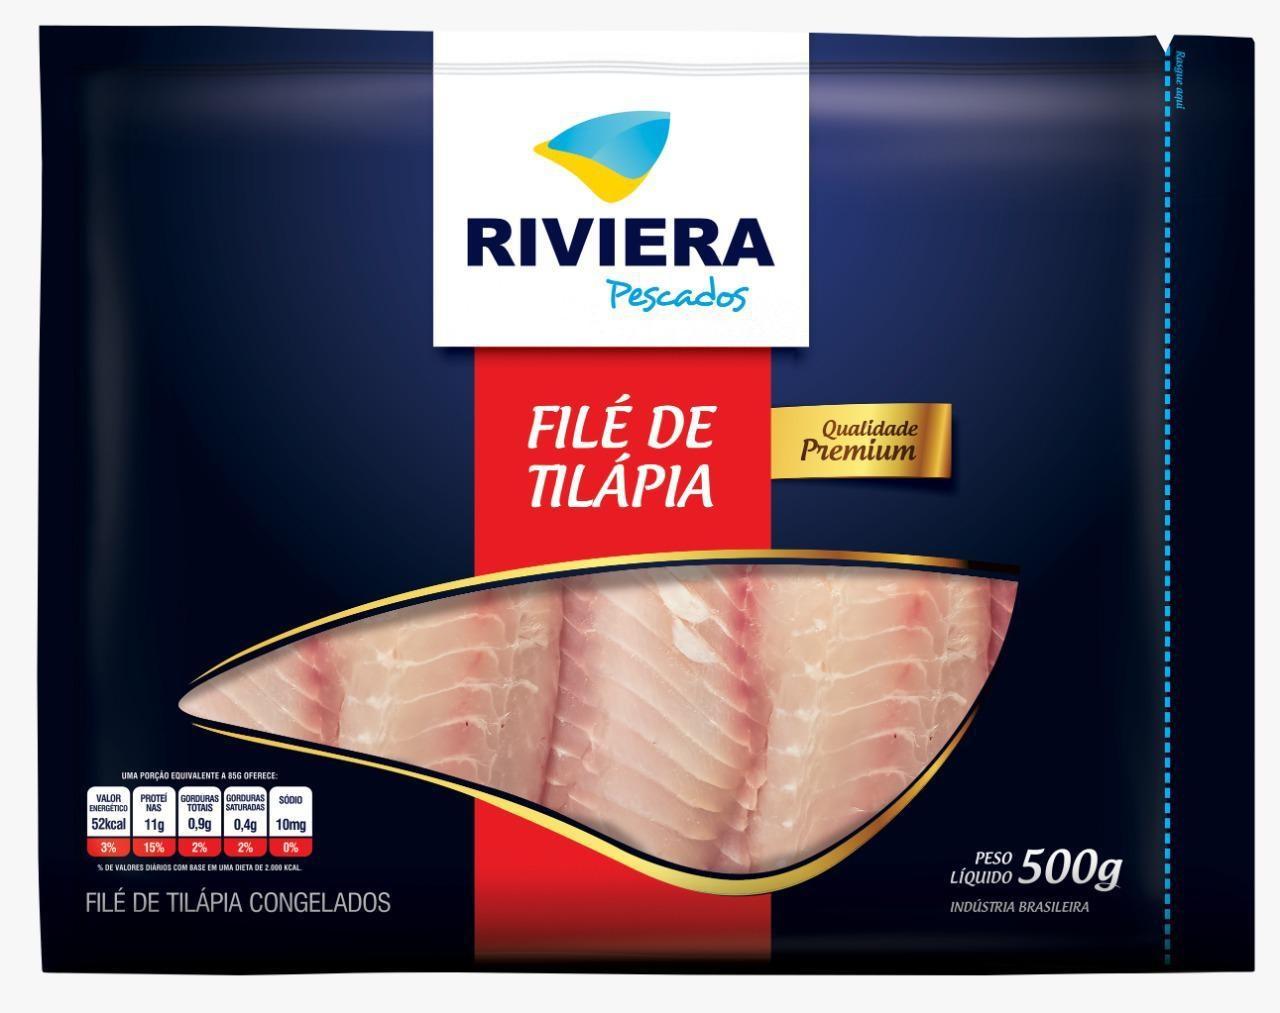 Rasgue aqui
RIVIERA
Pescados
FILÉ DE
TILÁPIA
Qualidade
Premium
UMA PORÇÃO EQUIVALENTE A 85G OFERECE:
VALOR
ENERGÉTICO
52kcal
3%
PROTEÍ
NAS
11g
15%
GORDURAS
TOTAIS
0,9g
2%
GORDURAS
SATURADAS
0,4g
2%
SÓDIO
10mg
0%
% DE VALORES DIÁRIOS COM BASE EM UMA DIETA DE 2.000 KCAL.
FILÉ DE TILÁPIA CONGELADOS
PESO
LÍQUIDO 500g
INDÚSTRIA BRASILEIRA